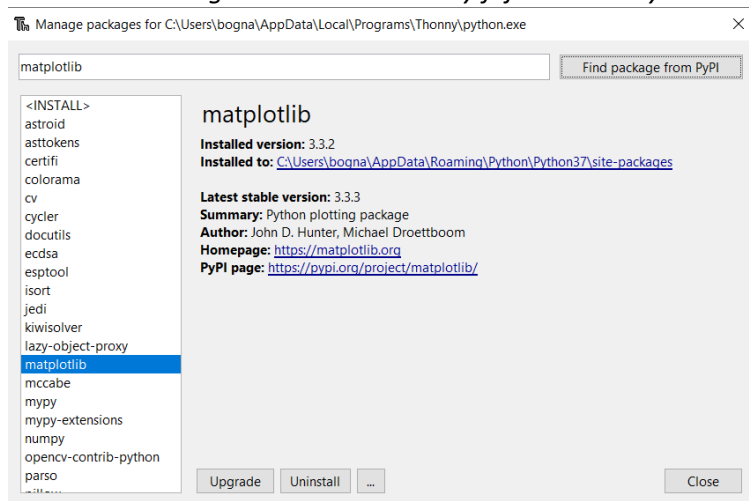 Manage packages for C:\Users\bogna\AppData\Local\Programs\Thonny\python.exe
matplotlib
Find package from PyPI
<INSTALL>
astroid
asttokens
certifi
colorama
cv
cycler
docutils
ecdsa
esptool
isort
jedi
kiwisolver
lazy-object-proxy
matplotlib
mccabe
mypy
mypy-extensions
numpy
opencv-contrib-python
parso
matplotlib
Installed version: 3.3.2
Installed to: C:\Users\bogna\AppData\Roaming\Python\Python37\site-packages
Latest stable version: 3.3.3
Summary: Python plotting package
Author: John D. Hunter, Michael Droettboom
Homepage: https://matplotlib.org
PyPI page: https://pypi.org/project/matplotlib/
Upgrade
Uninstall
...
Close